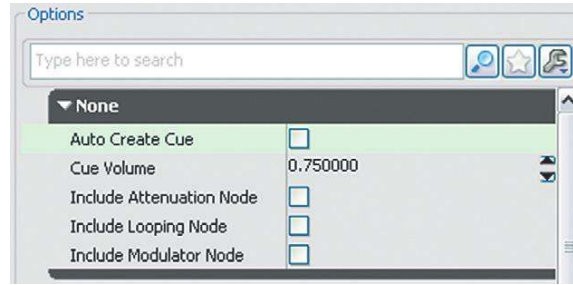 Options
Type here to search
None
Auto Create Cue
Cue Volume 0.750000
Include Attenuation Node
Include Looping Node
Include Modulator Node